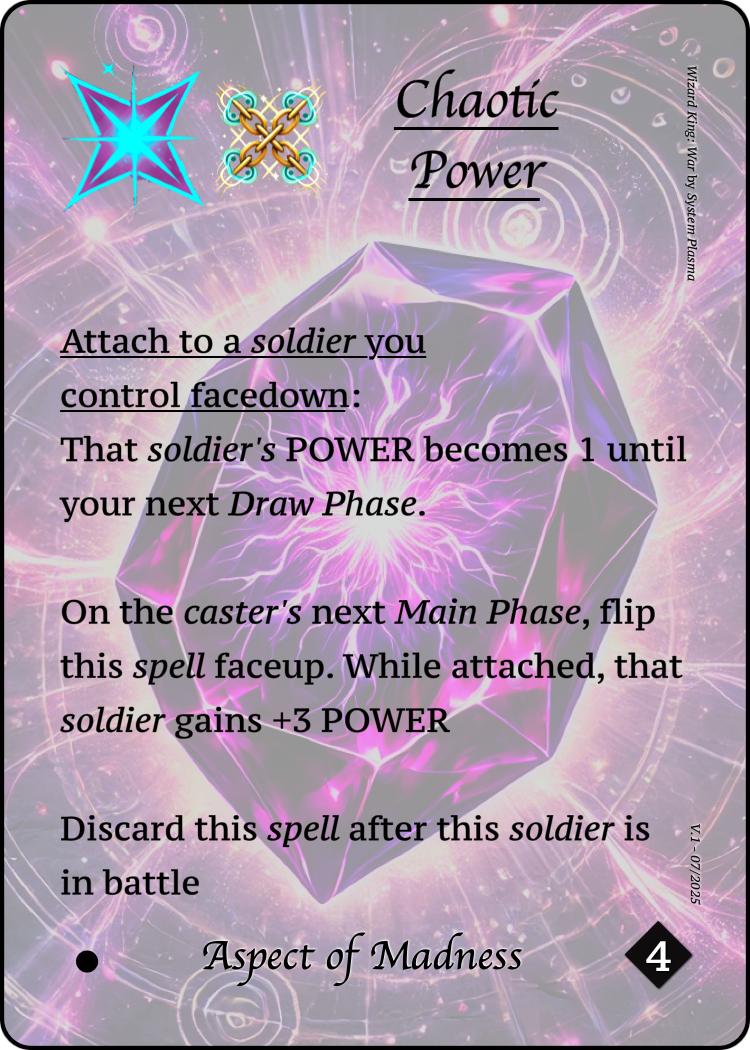 Chaotic
Power
Wizard King: War by System Plasma
Attach to a soldier you
control facedown:
That soldier's POWER becomes 1 until
your next Draw Phase.
On the caster's next Main Phase, flip
this spell faceup. While attached, that
soldier gains +3 POWER
Discard this spell after this soldier is
in battle
V.1 - 07/2025
Aspect of Madness
4